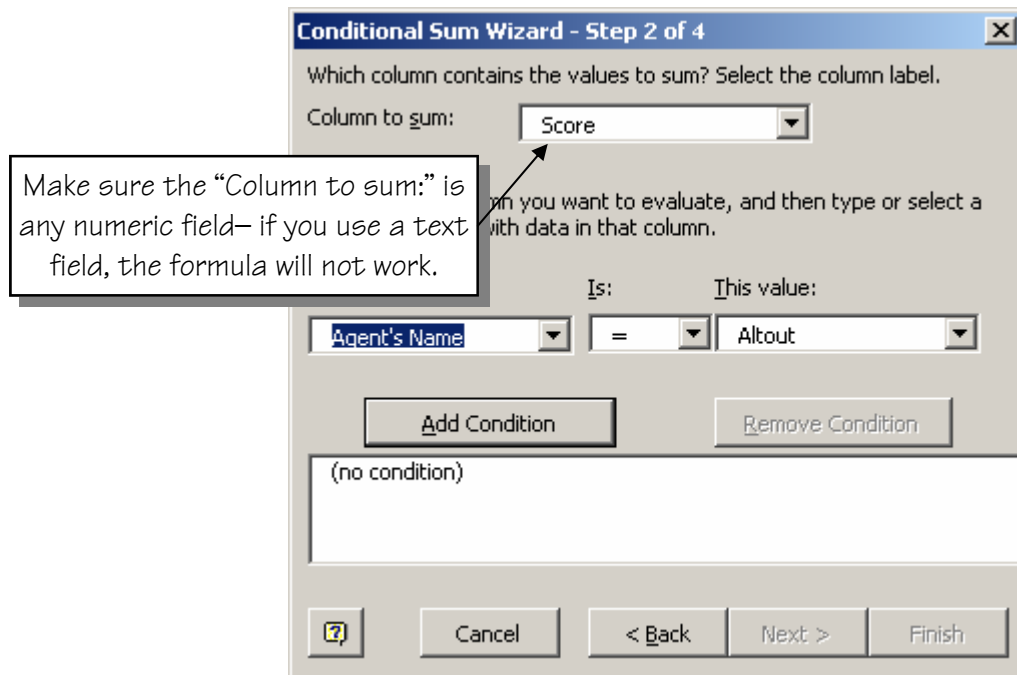 Conditional Sum Wizard - Step 2 of 4
Which column contains the values to sum? Select the column label.
Column to sum:
Score
Make sure the “Column to sum:” is
any numeric field– if you use a text
field, the formula will not work.
you want to evaluate, and then type or select a
with data in that column.
Is:
This value:
Agent's Name
=
Altout
Add Condition
Remove Condition
(no condition)
Cancel
< Back
Next >
Finish